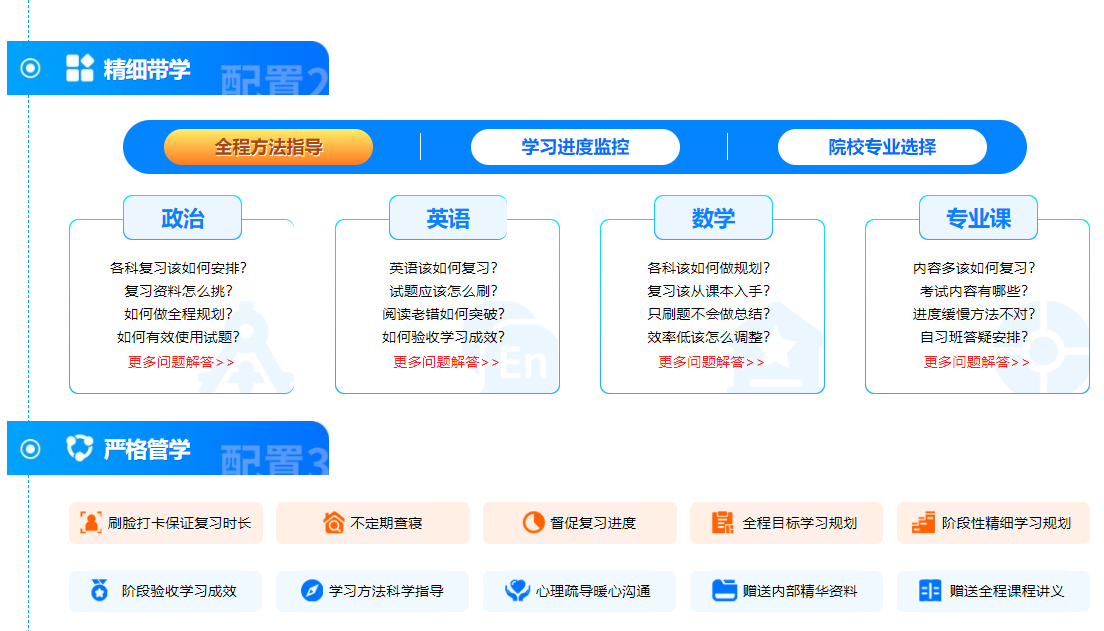 精细带学
配置2
全程方法指导
学习进度监控
院校专业选择
政治
各科复习该如何安排?
复习资料怎么挑?
如何做全程规划?
如何有效使用试题?
更多问题解答>>
英语
英语该如何复习?
试题应该怎么刷?
阅读老错如何突破?
如何验收学习成效?
更多问题解答>>
En
数学
各科该如何做规划?
复习该从课本入手?
只刷题不会做总结?
效率低该怎么调整?
更多问题解答>>
专业课
内容多该如何复习?
考试内容有哪些?
进度缓慢方法不对?
自习班答疑安排?
更多问题解答>>
严格管学
配置3
刷脸打卡保证复习时长
不定期查寝
督促复习进度
全程目标学习规划
阶段性精细学习规划
阶段验收学习成效
学习方法科学指导
心理疏导暖心沟通
赠送内部精华资料
赠送全程课程讲义